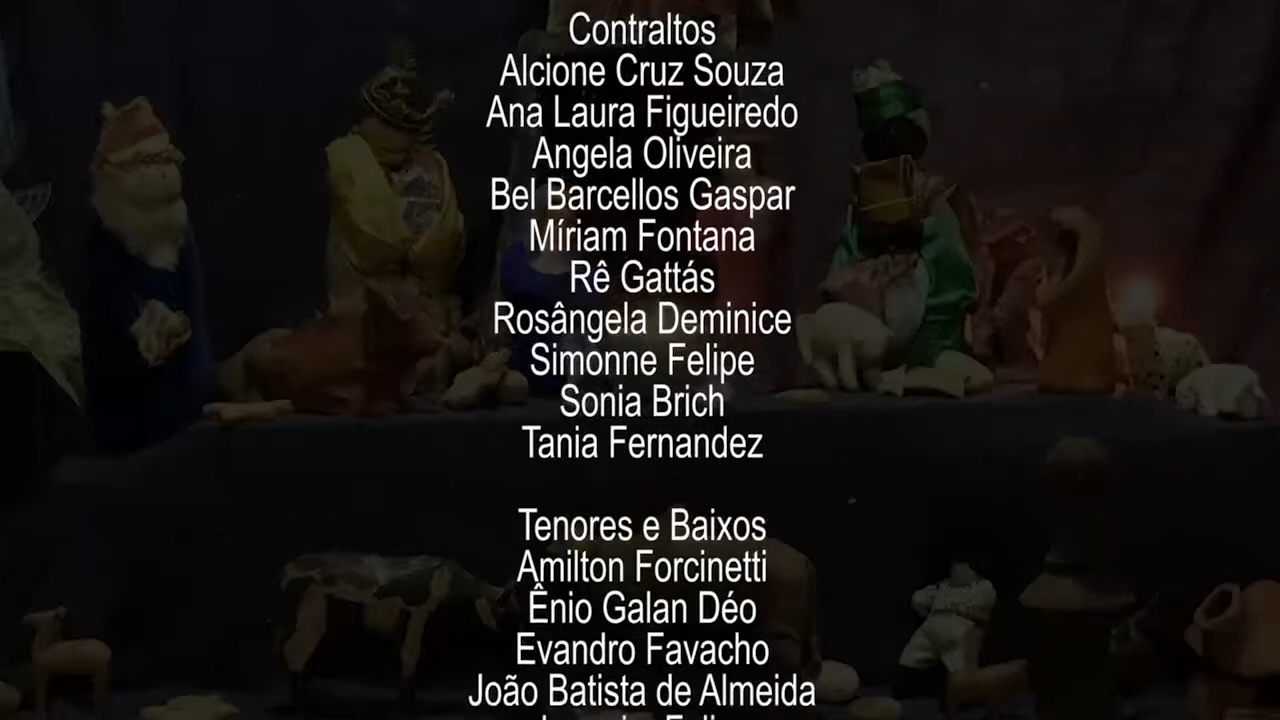 Contraltos
Alcione Cruz Souza
Ana Laura Figueiredo
Angela Oliveira
Bel Barcellos Gaspar
Míriam Fontana
Rê Gattás
Rosângela Deminice
Simonne Felipe
Sonia Brich
Tania Fernandez
Tenores e Baixos
Amilton Forcinetti
Ênio Galan Déo
Evandro Favacho
João Batista de Almeida